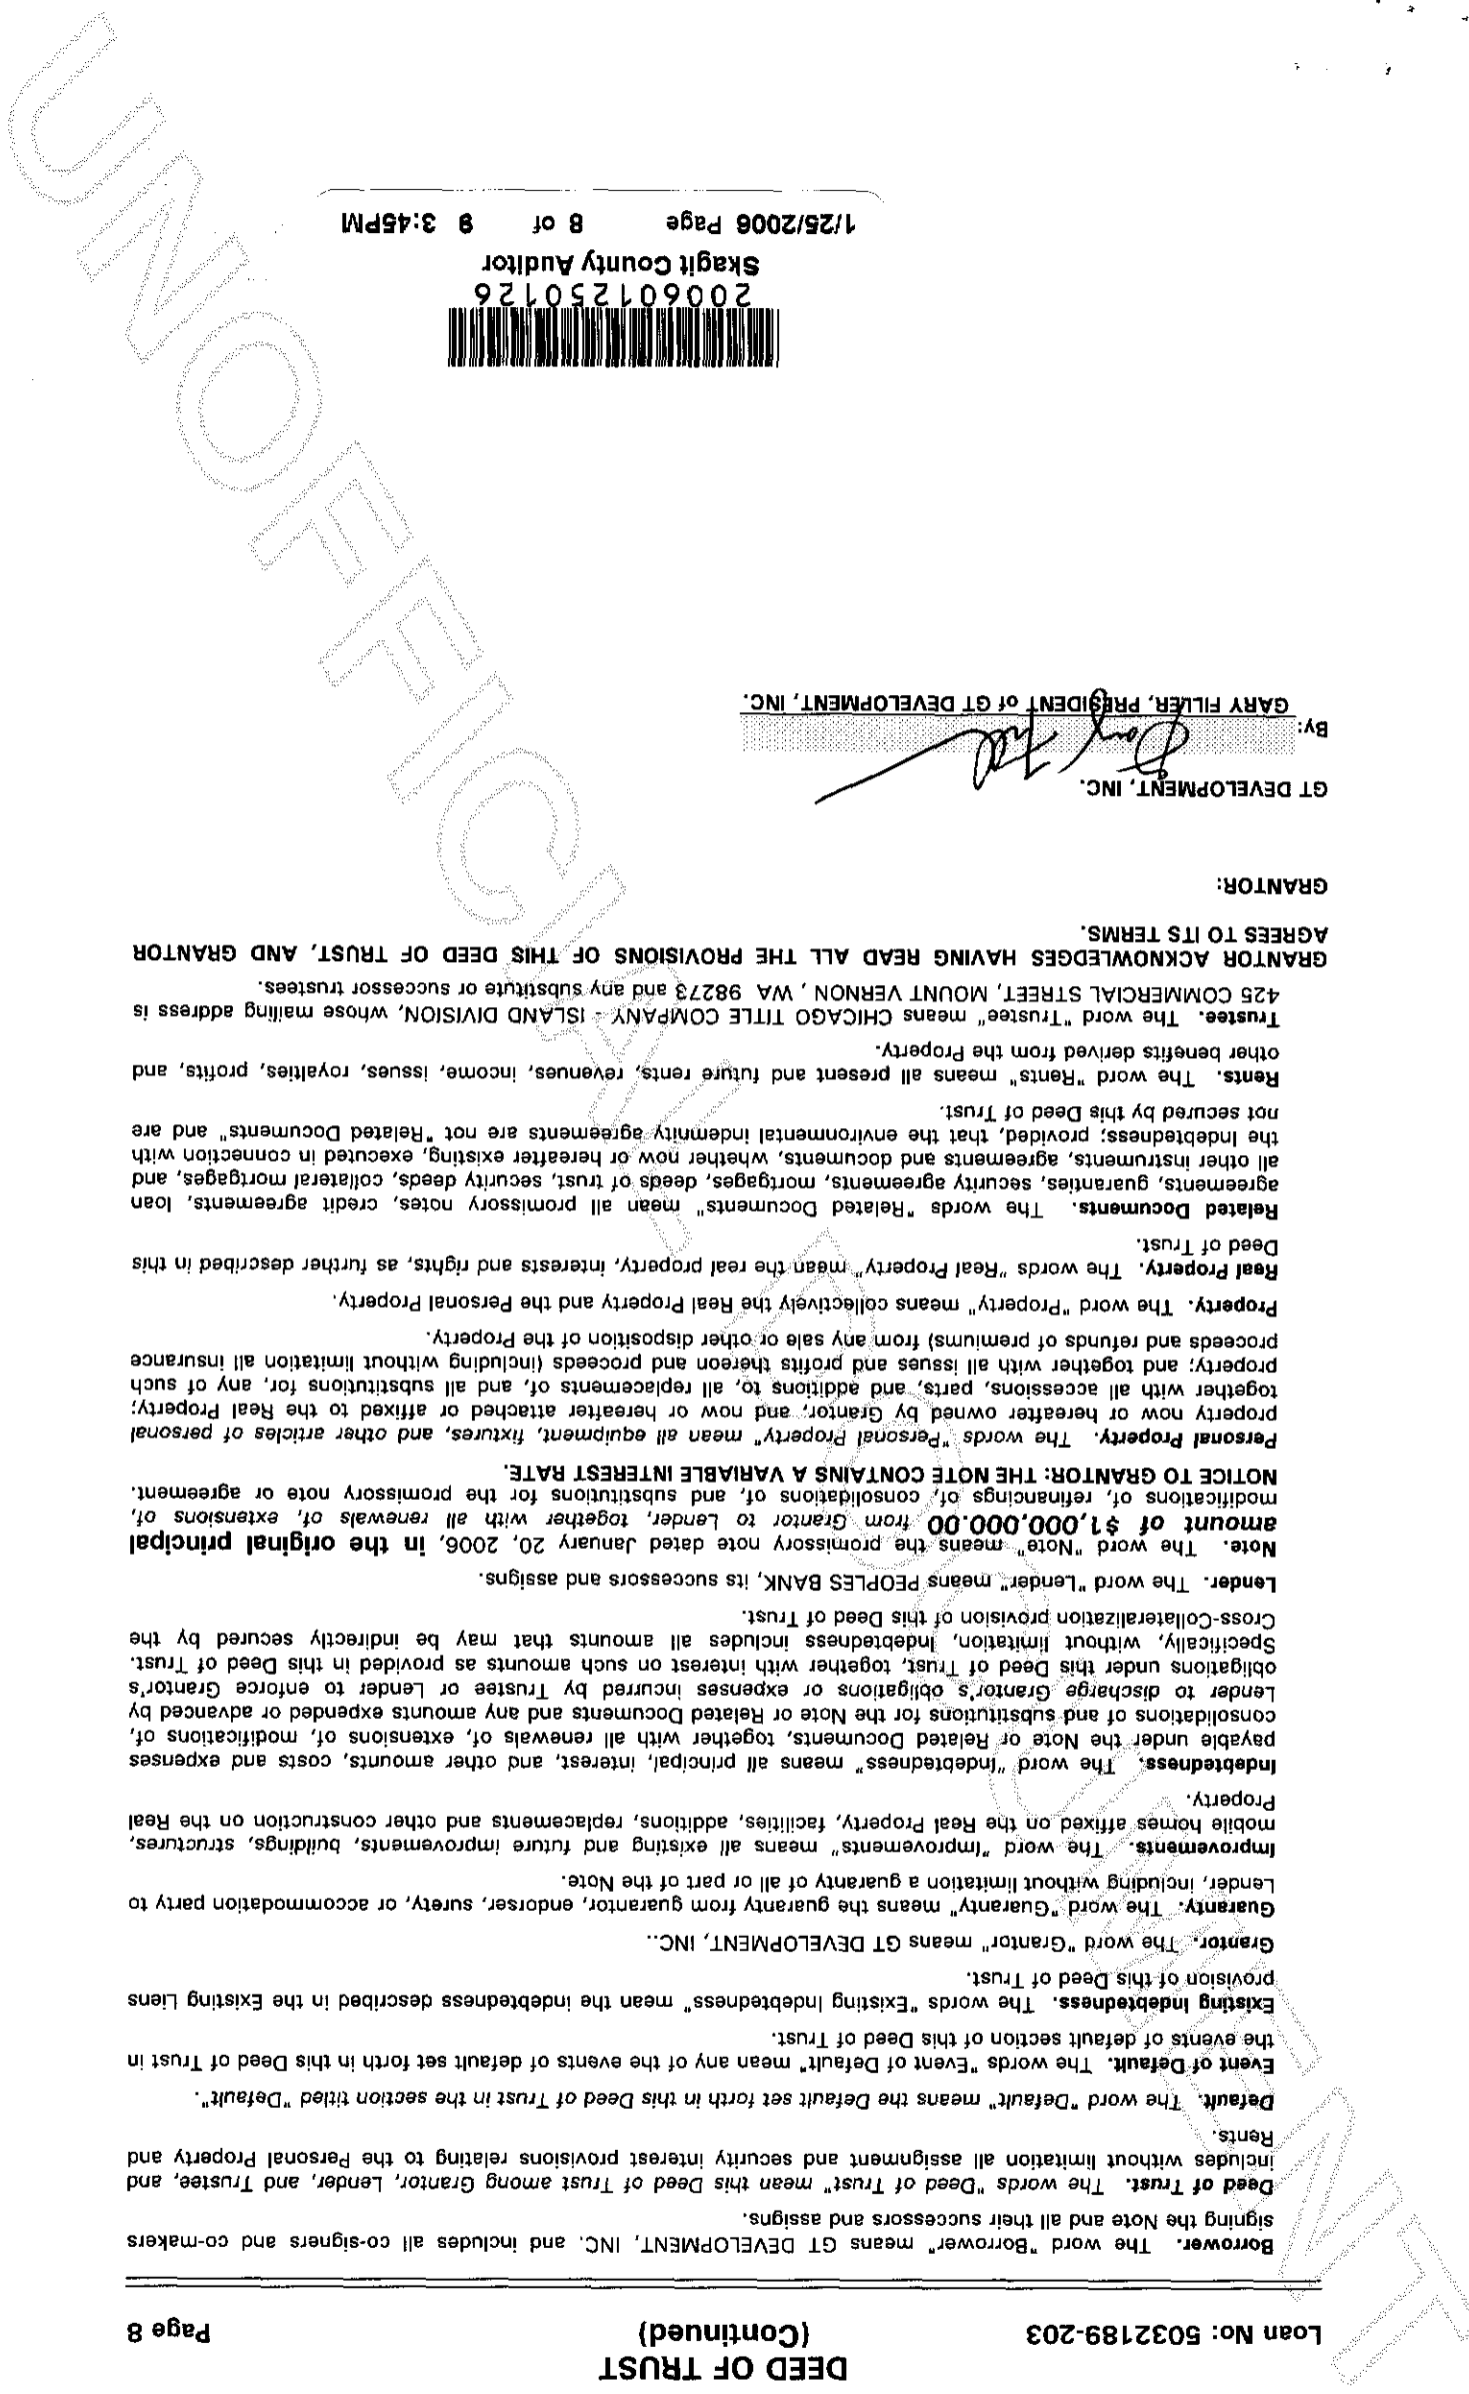 DEED OF TRUST
Loan No: 5032189-203 (Continued) Page 8
Borrower. The word "Borrower" means GT DEVELOPMENT, INC. and includes all co-signers and co-makers
signing the Note and all their successors and assigns.
Deed of Trust. The words "Deed of Trust" mean this Deed of Trust among Grantor, Lender, and Trustee, and
includes without limitation all assignment and security interest provisions relating to the Personal Property and
Rents.
Default. The word "Default" means the Default set forth in this Deed of Trust in the section titled "Default".
Event of Default. The words "Event of Default" mean any of the events of default set forth in this Deed of Trust in
the events of default section of this Deed of Trust.
Existing Indebtedness. The words "Existing Indebtedness" mean the indebtedness described in the Existing Liens
provision of this Deed of Trust.
Grantor. The word "Grantor" means GT DEVELOPMENT, INC..
Guaranty. The word "Guaranty" means the guaranty from guarantor, endorser, surety, or accommodation party to
Lender, including without limitation a guaranty of all or part of the Note.
Improvements. The word "Improvements" means all existing and future improvements, buildings, structures,
mobile homes affixed on the Real Property, facilities, additions, replacements and other construction on the Real
Property.
Indebtedness. The word "Indebtedness" means all principal, interest, and other amounts, costs and expenses
payable under the Note or Related Documents, together with all renewals of, extensions of, modifications of,
consolidations of and substitutions for the Note or Related Documents and any amounts expended or advanced by
Lender to discharge Grantor's obligations or expenses incurred by Trustee or Lender to enforce Grantor's
obligations under this Deed of Trust, together with interest on such amounts as provided in this Deed of Trust.
Specifically, without limitation, Indebtedness includes all amounts that may be indirectly secured by the
Cross-Collateralization provision of this Deed of Trust.
Lender. The word "Lender" means PEOPLES BANK, its successors and assigns.
Note. The word "Note" means the promissory note dated January 20, 2006, in the original principal
amount of $1,000,000.00 from Grantor to Lender, together with all renewals of, extensions of,
modifications of, refinancings of, consolidations of, and substitutions for the promissory note or agreement.
NOTICE TO GRANTOR: THE NOTE CONTAINS A VARIABLE INTEREST RATE.
Personal Property. The words "Personal Property" mean all equipment, fixtures, and other articles of personal
property now or hereafter owned by Grantor, and now or hereafter attached or affixed to the Real Property;
together with all accessions, parts, and additions to, all replacements of, and all substitutions for, any of such
property; and together with all issues and profits thereon and proceeds (including without limitation all insurance
proceeds and refunds of premiums) from any sale or other disposition of the Property.
Property. The word "Property" means collectively the Real Property and the Personal Property.
Real Property. The words "Real Property" mean the real property, interests and rights, as further described in this
Deed of Trust.
Related Documents. The words "Related Documents" mean all promissory notes, credit agreements, loan
agreements, guaranties, security agreements, mortgages, deeds of trust, security deeds, collateral mortgages, and
all other instruments, agreements and documents, whether now or hereafter existing, executed in connection with
the Indebtedness; provided, that the environmental indemnity agreements are not "Related Documents" and are
not secured by this Deed of Trust.
Rents. The word "Rents" means all present and future rents, revenues, income, issues, royalties, profits, and
other benefits derived from the Property.
Trustee. The word "Trustee" means CHICAGO TITLE COMPANY - ISLAND DIVISION, whose mailing address is
425 COMMERCIAL STREET, MOUNT VERNON , WA 98273 and any substitute or successor trustees.
GRANTOR ACKNOWLEDGES HAVING READ ALL THE PROVISIONS OF THIS DEED OF TRUST, AND GRANTOR
AGREES TO ITS TERMS.
GRANTOR:
GT DEVELOPMENT, INC.
By: Gary Filler
GARY FILLER, PRESIDENT of GT DEVELOPMENT, INC.
200601250126
Skagit County Auditor
1/25/2006 Page 8 of 9 3:45PM
UNOFFICIAL DOCUMENT